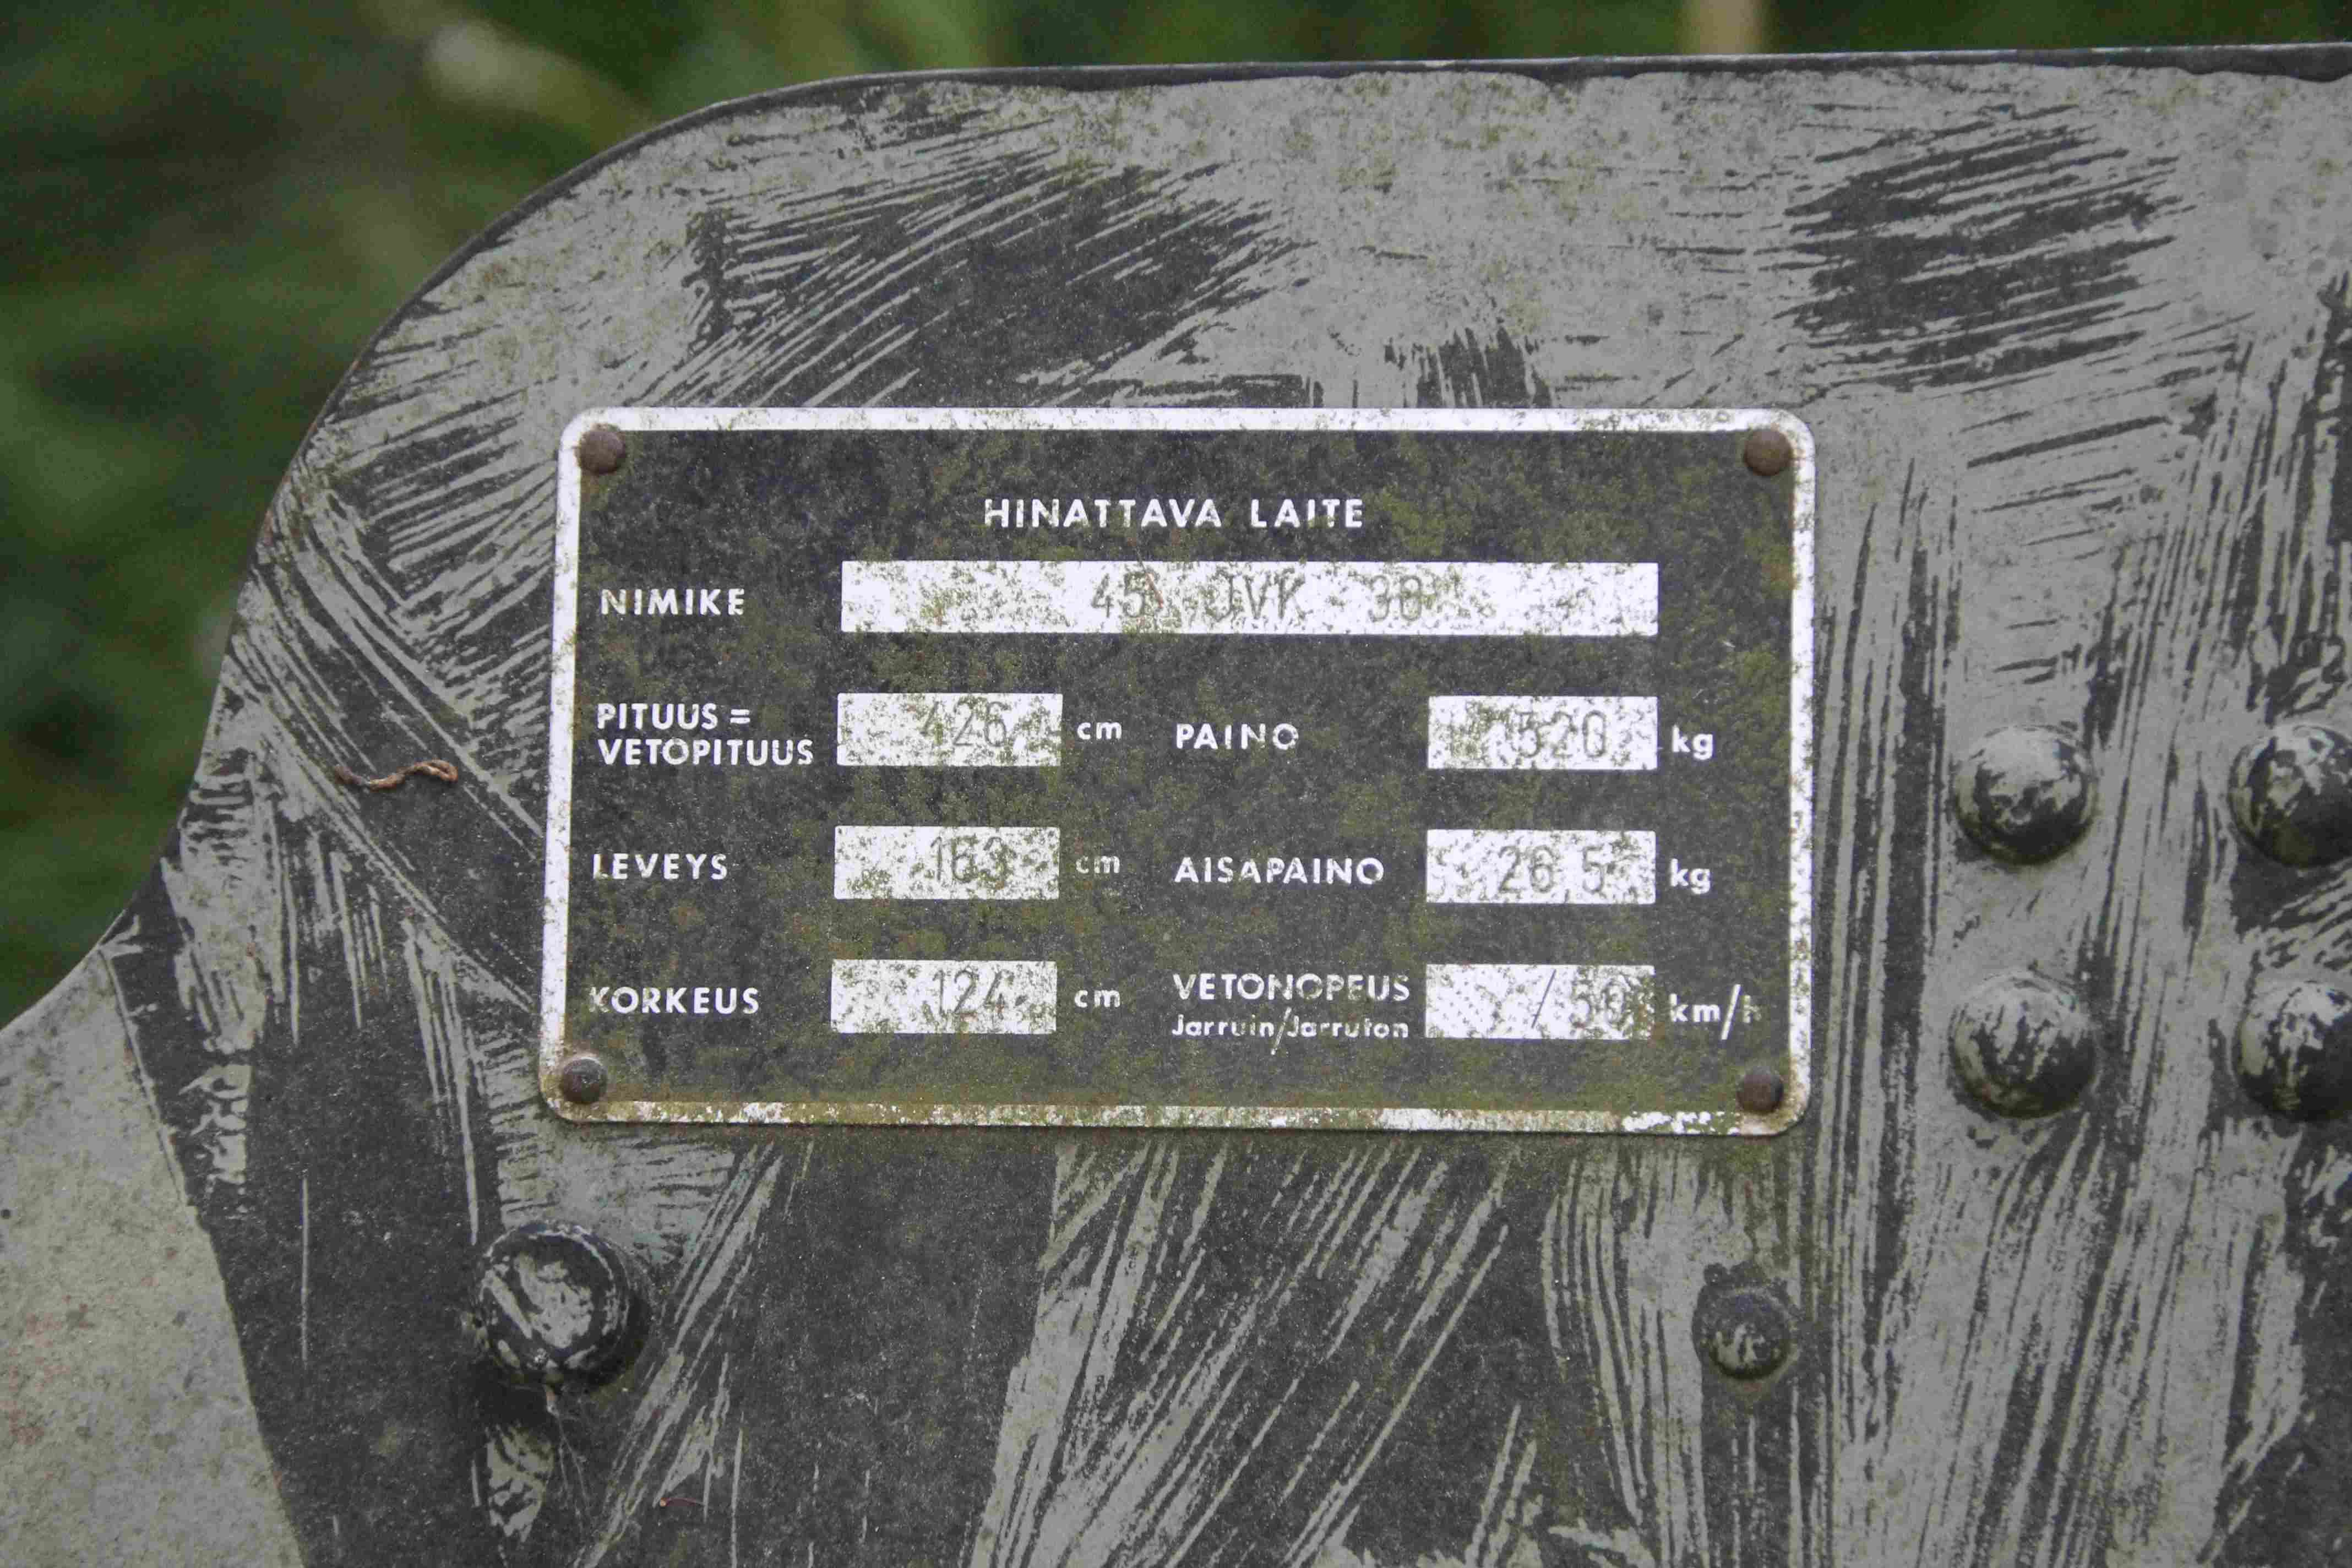 HINATTAVA LAITE
NIMIKE 45 JVK 38
PITUUS = VETOPITUUS 426 cm PAINO 520 kg
LEVEYS 163 cm AISAPAINO 26 5 kg
KORKEUS 124 cm VETONOPEUS /50 km/h
Jarruin/Jarruton